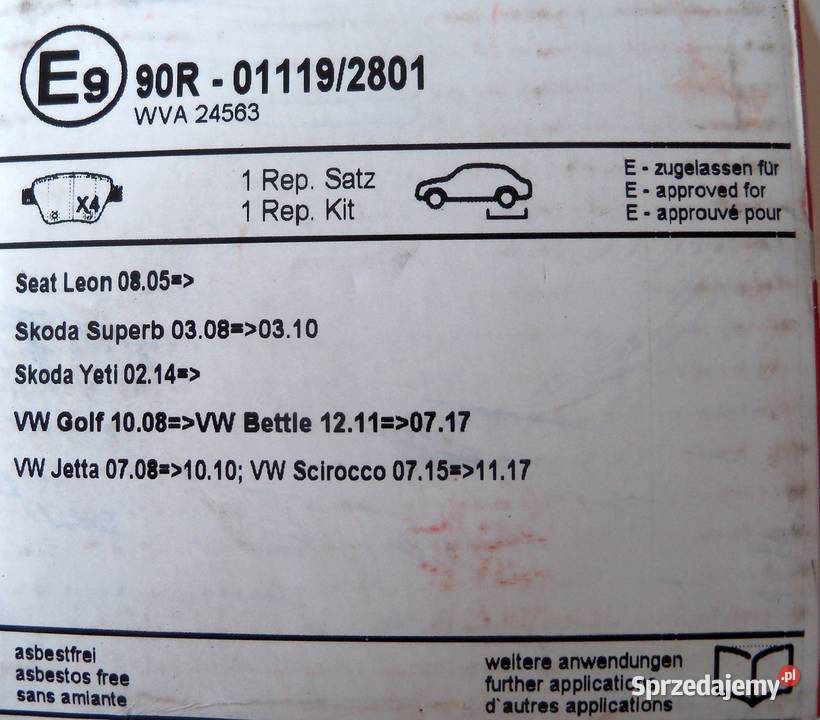 E9 90R - 01119/2801
WVA 24563
X4
1 Rep. Satz
1 Rep. Kit
E - zugelassen für
E - approved for
E - approuvé pour
Seat Leon 08.05=>
Skoda Superb 03.08=>03.10
Skoda Yeti 02.14=>
VW Golf 10.08=>VW Bettle 12.11=>07.17
VW Jetta 07.08=>10.10; VW Scirocco 07.15=>11.17
asbestfrei
asbestos free
sans amiante
weitere anwendungen
further applications
d`autres applications
Sprzedajemy.pl